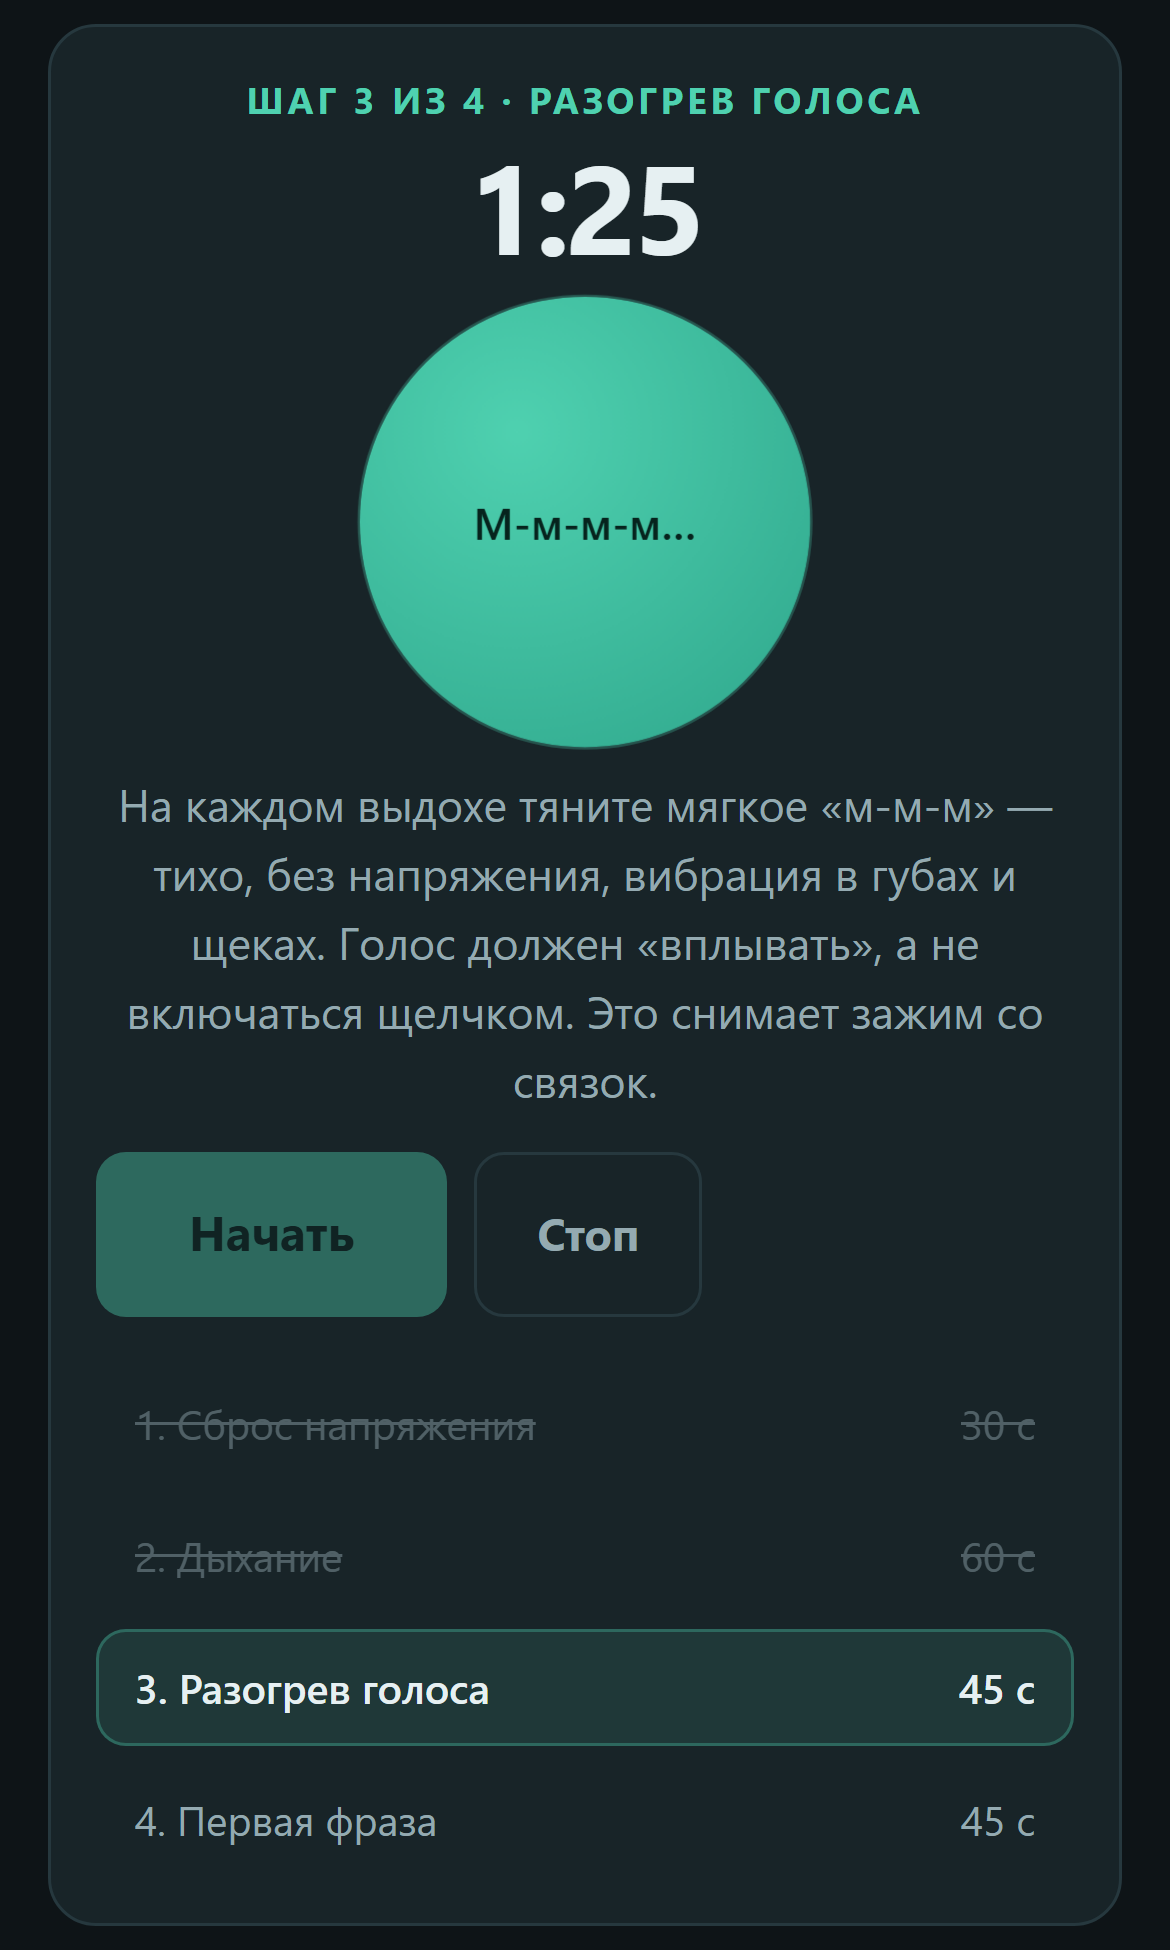 ШАГ 3 ИЗ 4 · РАЗОГРЕВ ГОЛОСА
1:25
М-м-м-м...
На каждом выдохе тяните мягкое «м-м-м» —
тихо, без напряжения, вибрация в губах и
щеках. Голос должен «вплывать», а не
включаться щелчком. Это снимает зажим со
связок.
Начать Стоп
1. Сброс напряжения 30 с
2. Дыхание 60 с
3. Разогрев голоса 45 с
4. Первая фраза 45 с